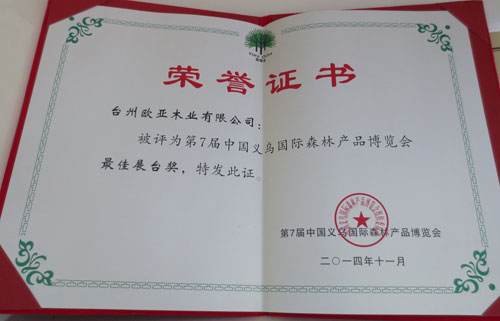 荣誉证书
台州欧亚木业有限公司：
被评为第7届中国义乌国际森林产品博览会
最佳展台奖，特发此证。
第7届中国义乌国际森林产品博览会
二〇一四年十一月